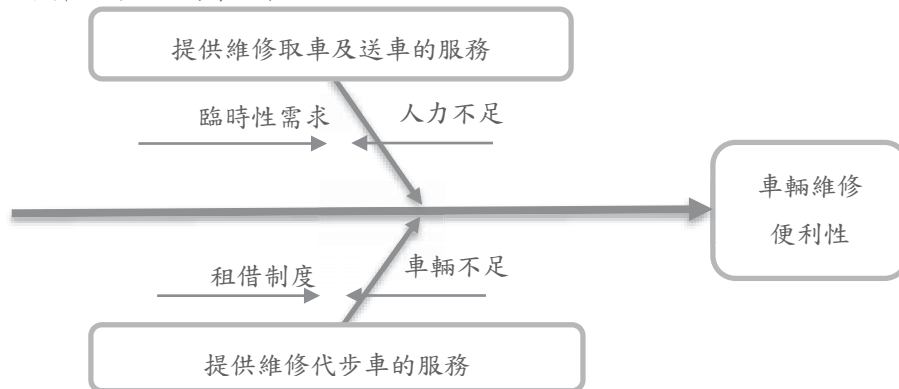 提供維修取車及送車的服務
臨時性需求
人力不足
車輛維修
便利性
租借制度
車輛不足
提供維修代步車的服務